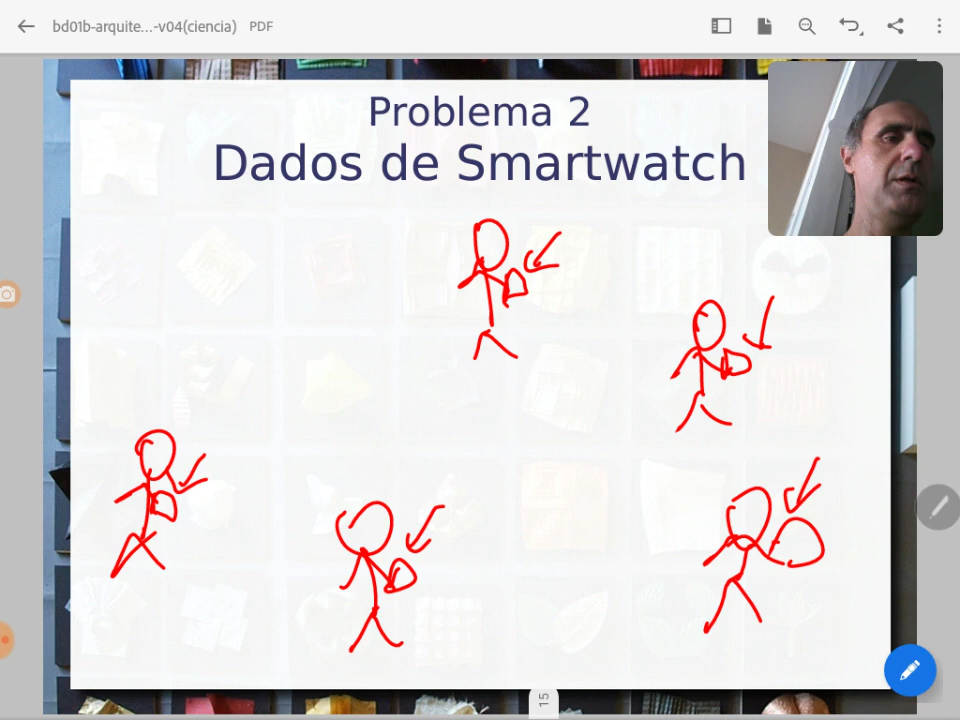 bd01b-arquite...-v04(ciencia) PDF
Problema 2
Dados de Smartwatch
15